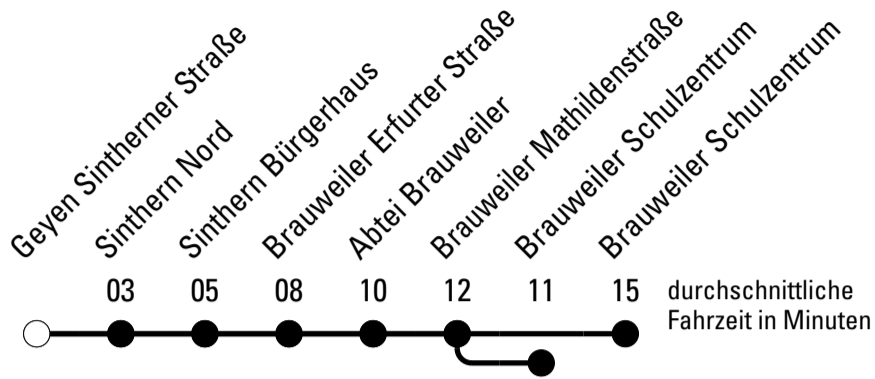 Geyen Sintherner Straße
Sinthern Nord
Sinthern Bürgerhaus
Brauweiler Erfurter Straße
Abtei Brauweiler
Brauweiler Mathildenstraße
Brauweiler Schulzentrum
Brauweiler Schulzentrum
03 05 08 10 12 11 15
durchschnittliche
Fahrzeit in Minuten